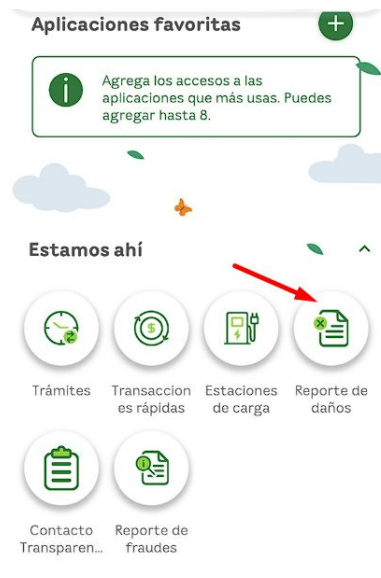 Aplicaciones favoritas
Agrega los accesos a las
aplicaciones que más usas. Puedes
agregar hasta 8.
Estamos ahí
Trámites
Transaccion
es rápidas
Estaciones
de carga
Reporte de
daños
Contacto
Transparen...
Reporte de
fraudes